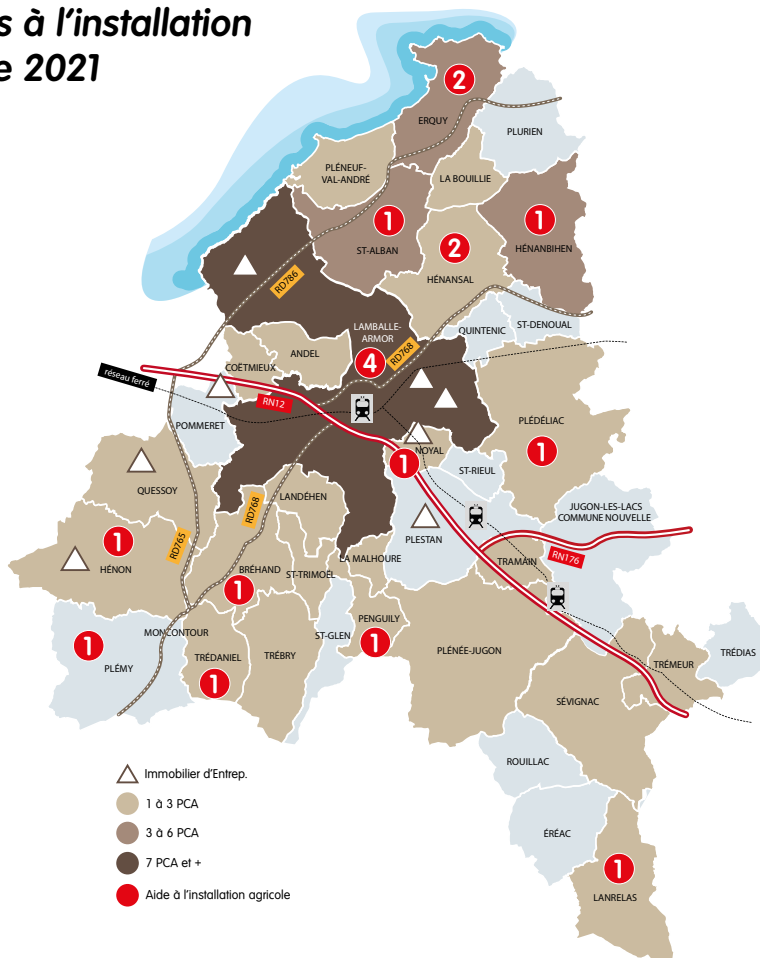 s à l'installation
e 2021
2
ERQUY
PLURIEN
PLÉNEUF-
VAL-ANDRÉ
LA BOUILLIE
1
ST-ALBAN
2
HÉNANSAL
1
HÉNANBIHEN
RD786
LAMBALLE-
ARMOR
4
RD768
QUINTENIC
ST-DENOUAL
COËTMIEUX
ANDEL
réseau ferré
RN12
POMMERET
NOYAL
1
PLÉDÉLIAC
1
ST-RIEUL
QUESSOY
LANDÉHEN
RD768
RD765
JUGON-LES-LACS
COMMUNE NOUVELLE
PLESTAN
RN176
1
HÉNON
BRÉHAND
1
ST-TRIMOËL
LA MALHOURE
TRAMAIN
1
PLÉMY
MONCONTOUR
TRÉDANIEL
1
TRÉBRY
ST-GLEN
PENGUILY
1
PLÉNÉE-JUGON
TRÉMEUR
TRÉDIAS
SÉVIGNAC
ROUILLAC
ÉRÉAC
1
LANRELAS
Immobilier d'Entrep.
1 à 3 PCA
3 à 6 PCA
7 PCA et +
Aide à l'installation agricole